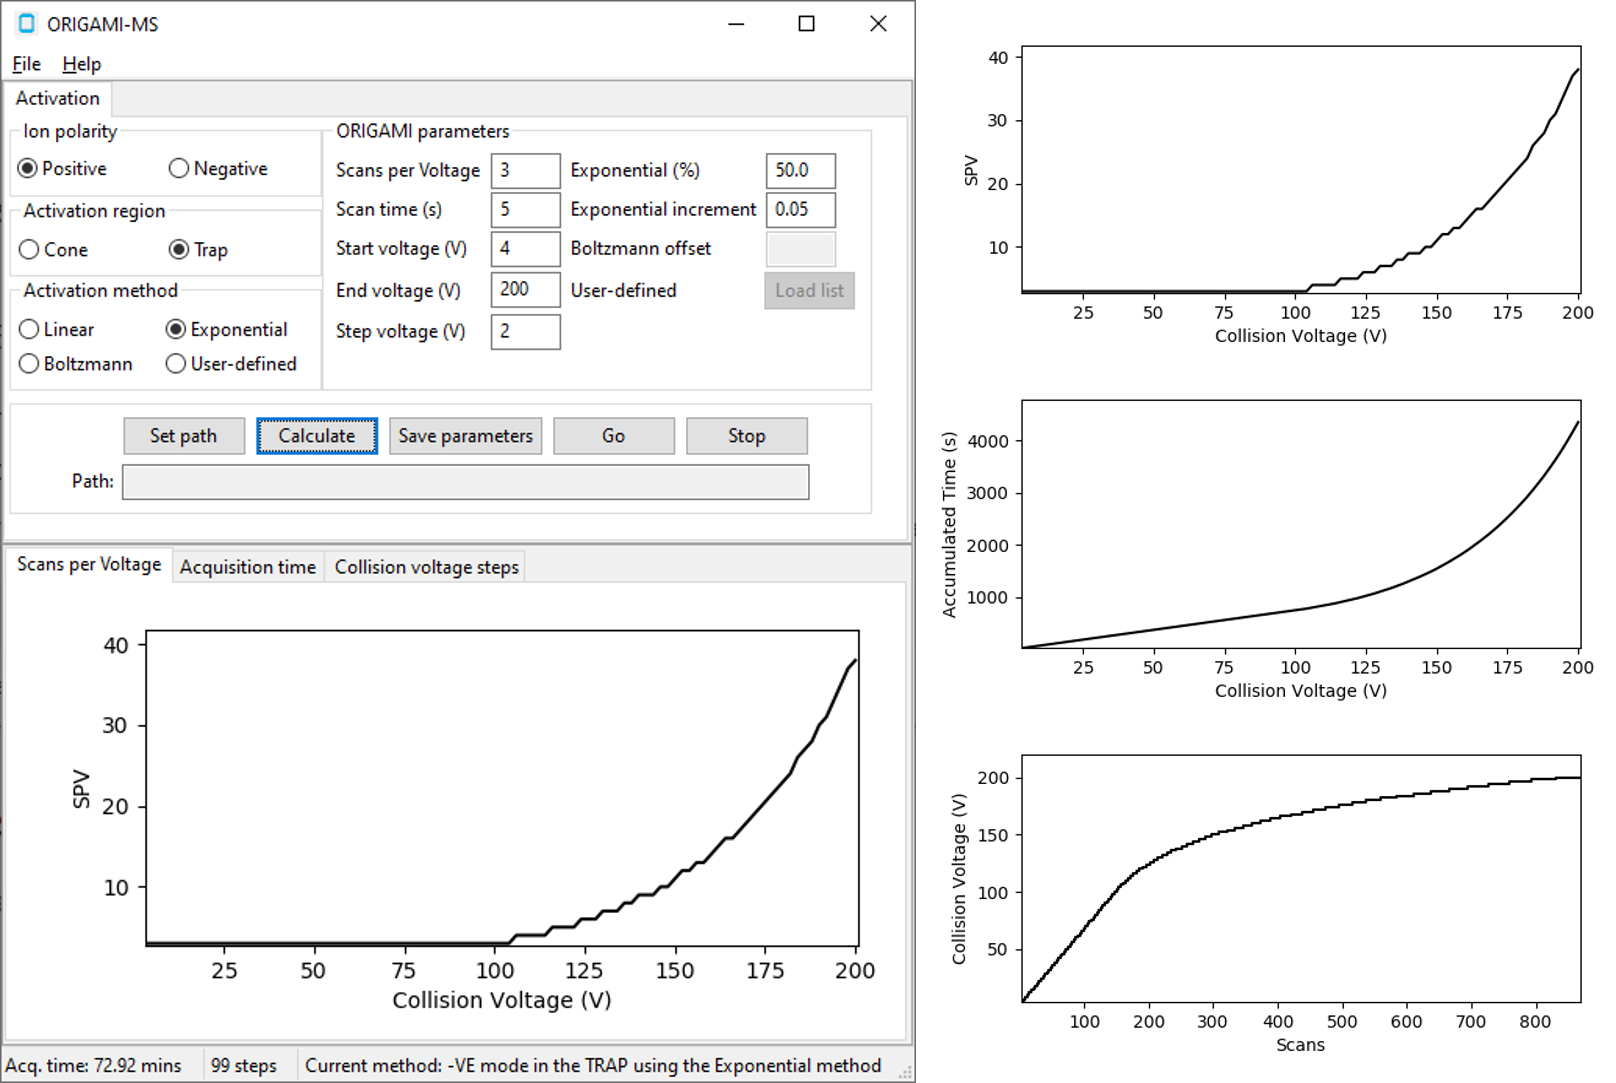 ORIGAMI-MS
File Help
Activation
Ion polarity
Positive Negative
Activation region
Cone Trap
Activation method
Linear Exponential
Boltzmann User-defined
ORIGAMI parameters
Scans per Voltage 3 Exponential (%) 50.0
Scan time (s) 5 Exponential increment 0.05
Start voltage (V) 4 Boltzmann offset
End voltage (V) 200 User-defined Load list
Step voltage (V) 2
Set path Calculate Save parameters Go Stop
Path:
Scans per Voltage Acquisition time Collision voltage steps
40
30
20
10
SPV
25 50 75 100 125 150 175 200
Collision Voltage (V)
Acq. time: 72.92 mins 99 steps Current method: -VE mode in the TRAP using the Exponential method
40
30
20
10
SPV
25 50 75 100 125 150 175 200
Collision Voltage (V)
4000
3000
2000
1000
Accumulated Time (s)
25 50 75 100 125 150 175 200
Collision Voltage (V)
200
150
100
50
Collision Voltage (V)
100 200 300 400 500 600 700 800
Scans